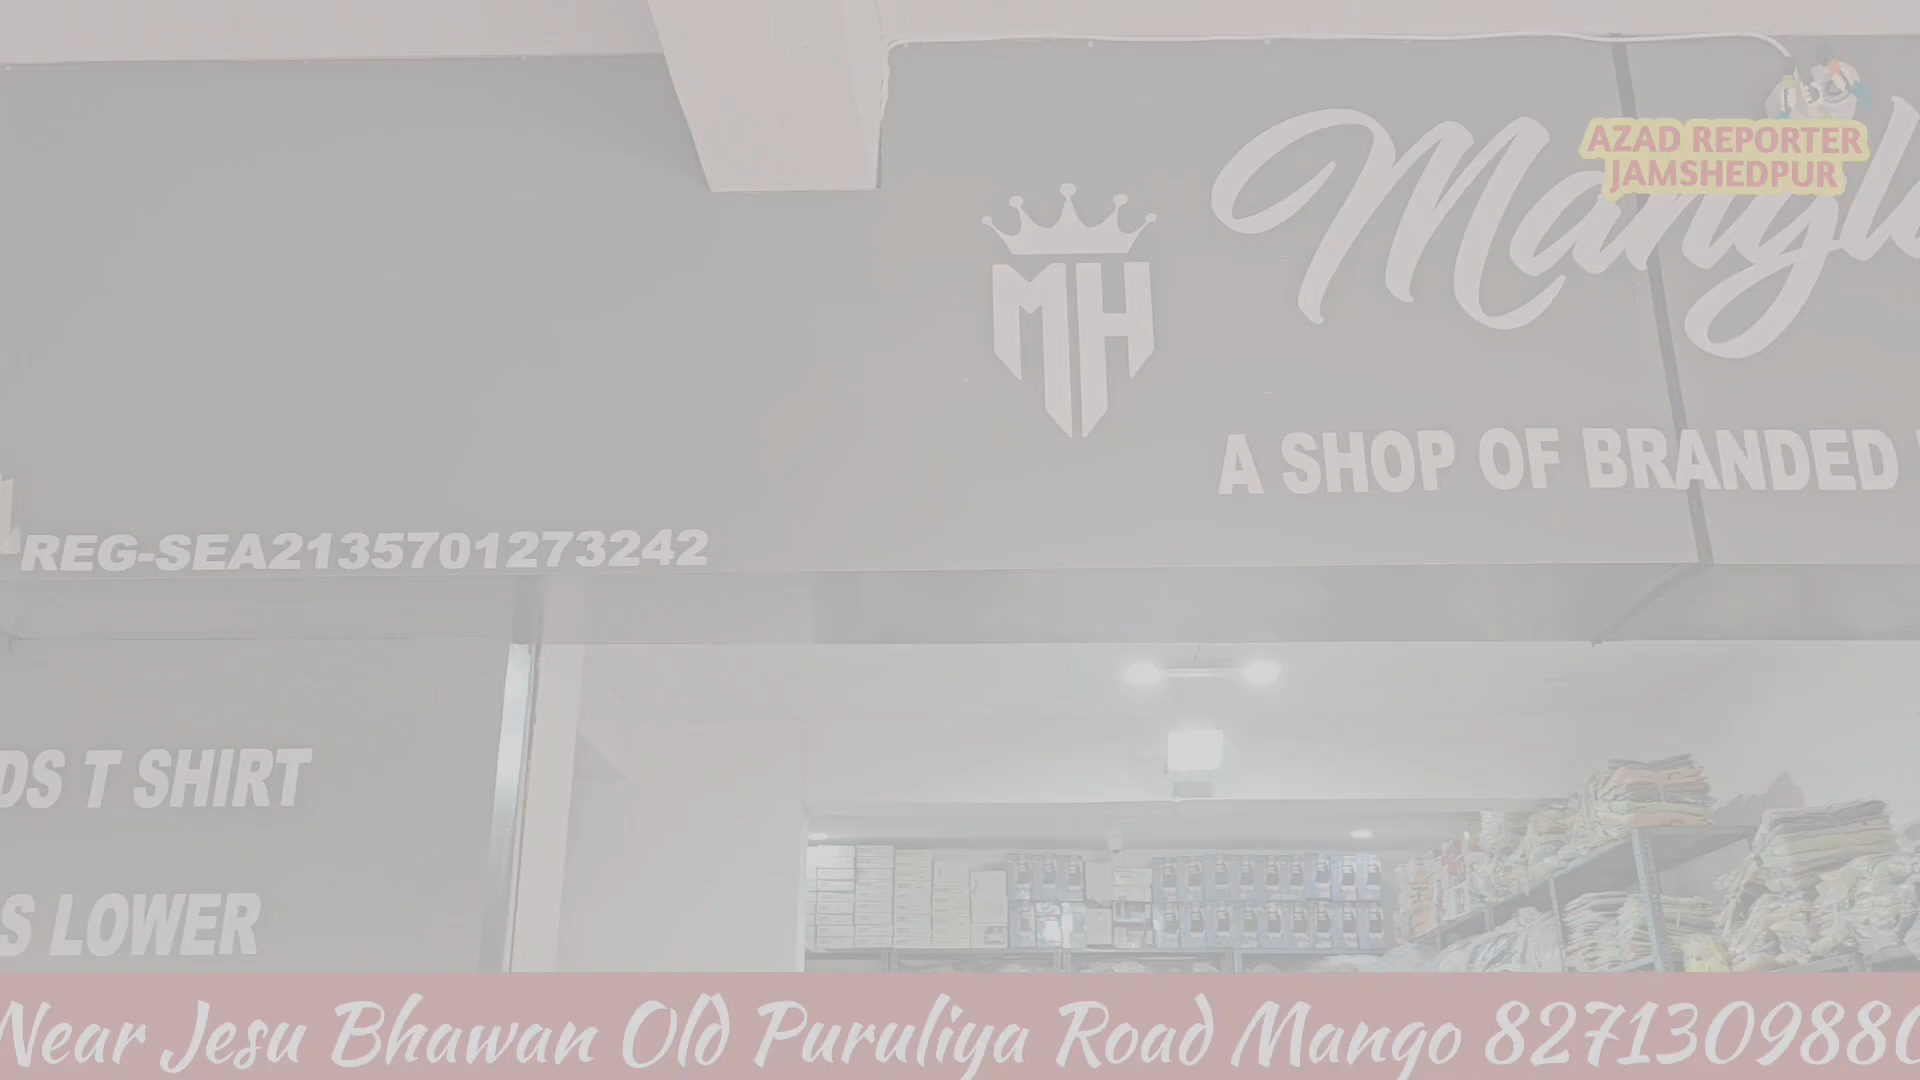 AZAD REPORTER
JAMSHEDPUR
MH
A SHOP OF BRANDED
REG-SEA2135701273242
DS T SHIRT
S LOWER
Near Jesu Bhawan Old Puruliya Road Mango 8271309880